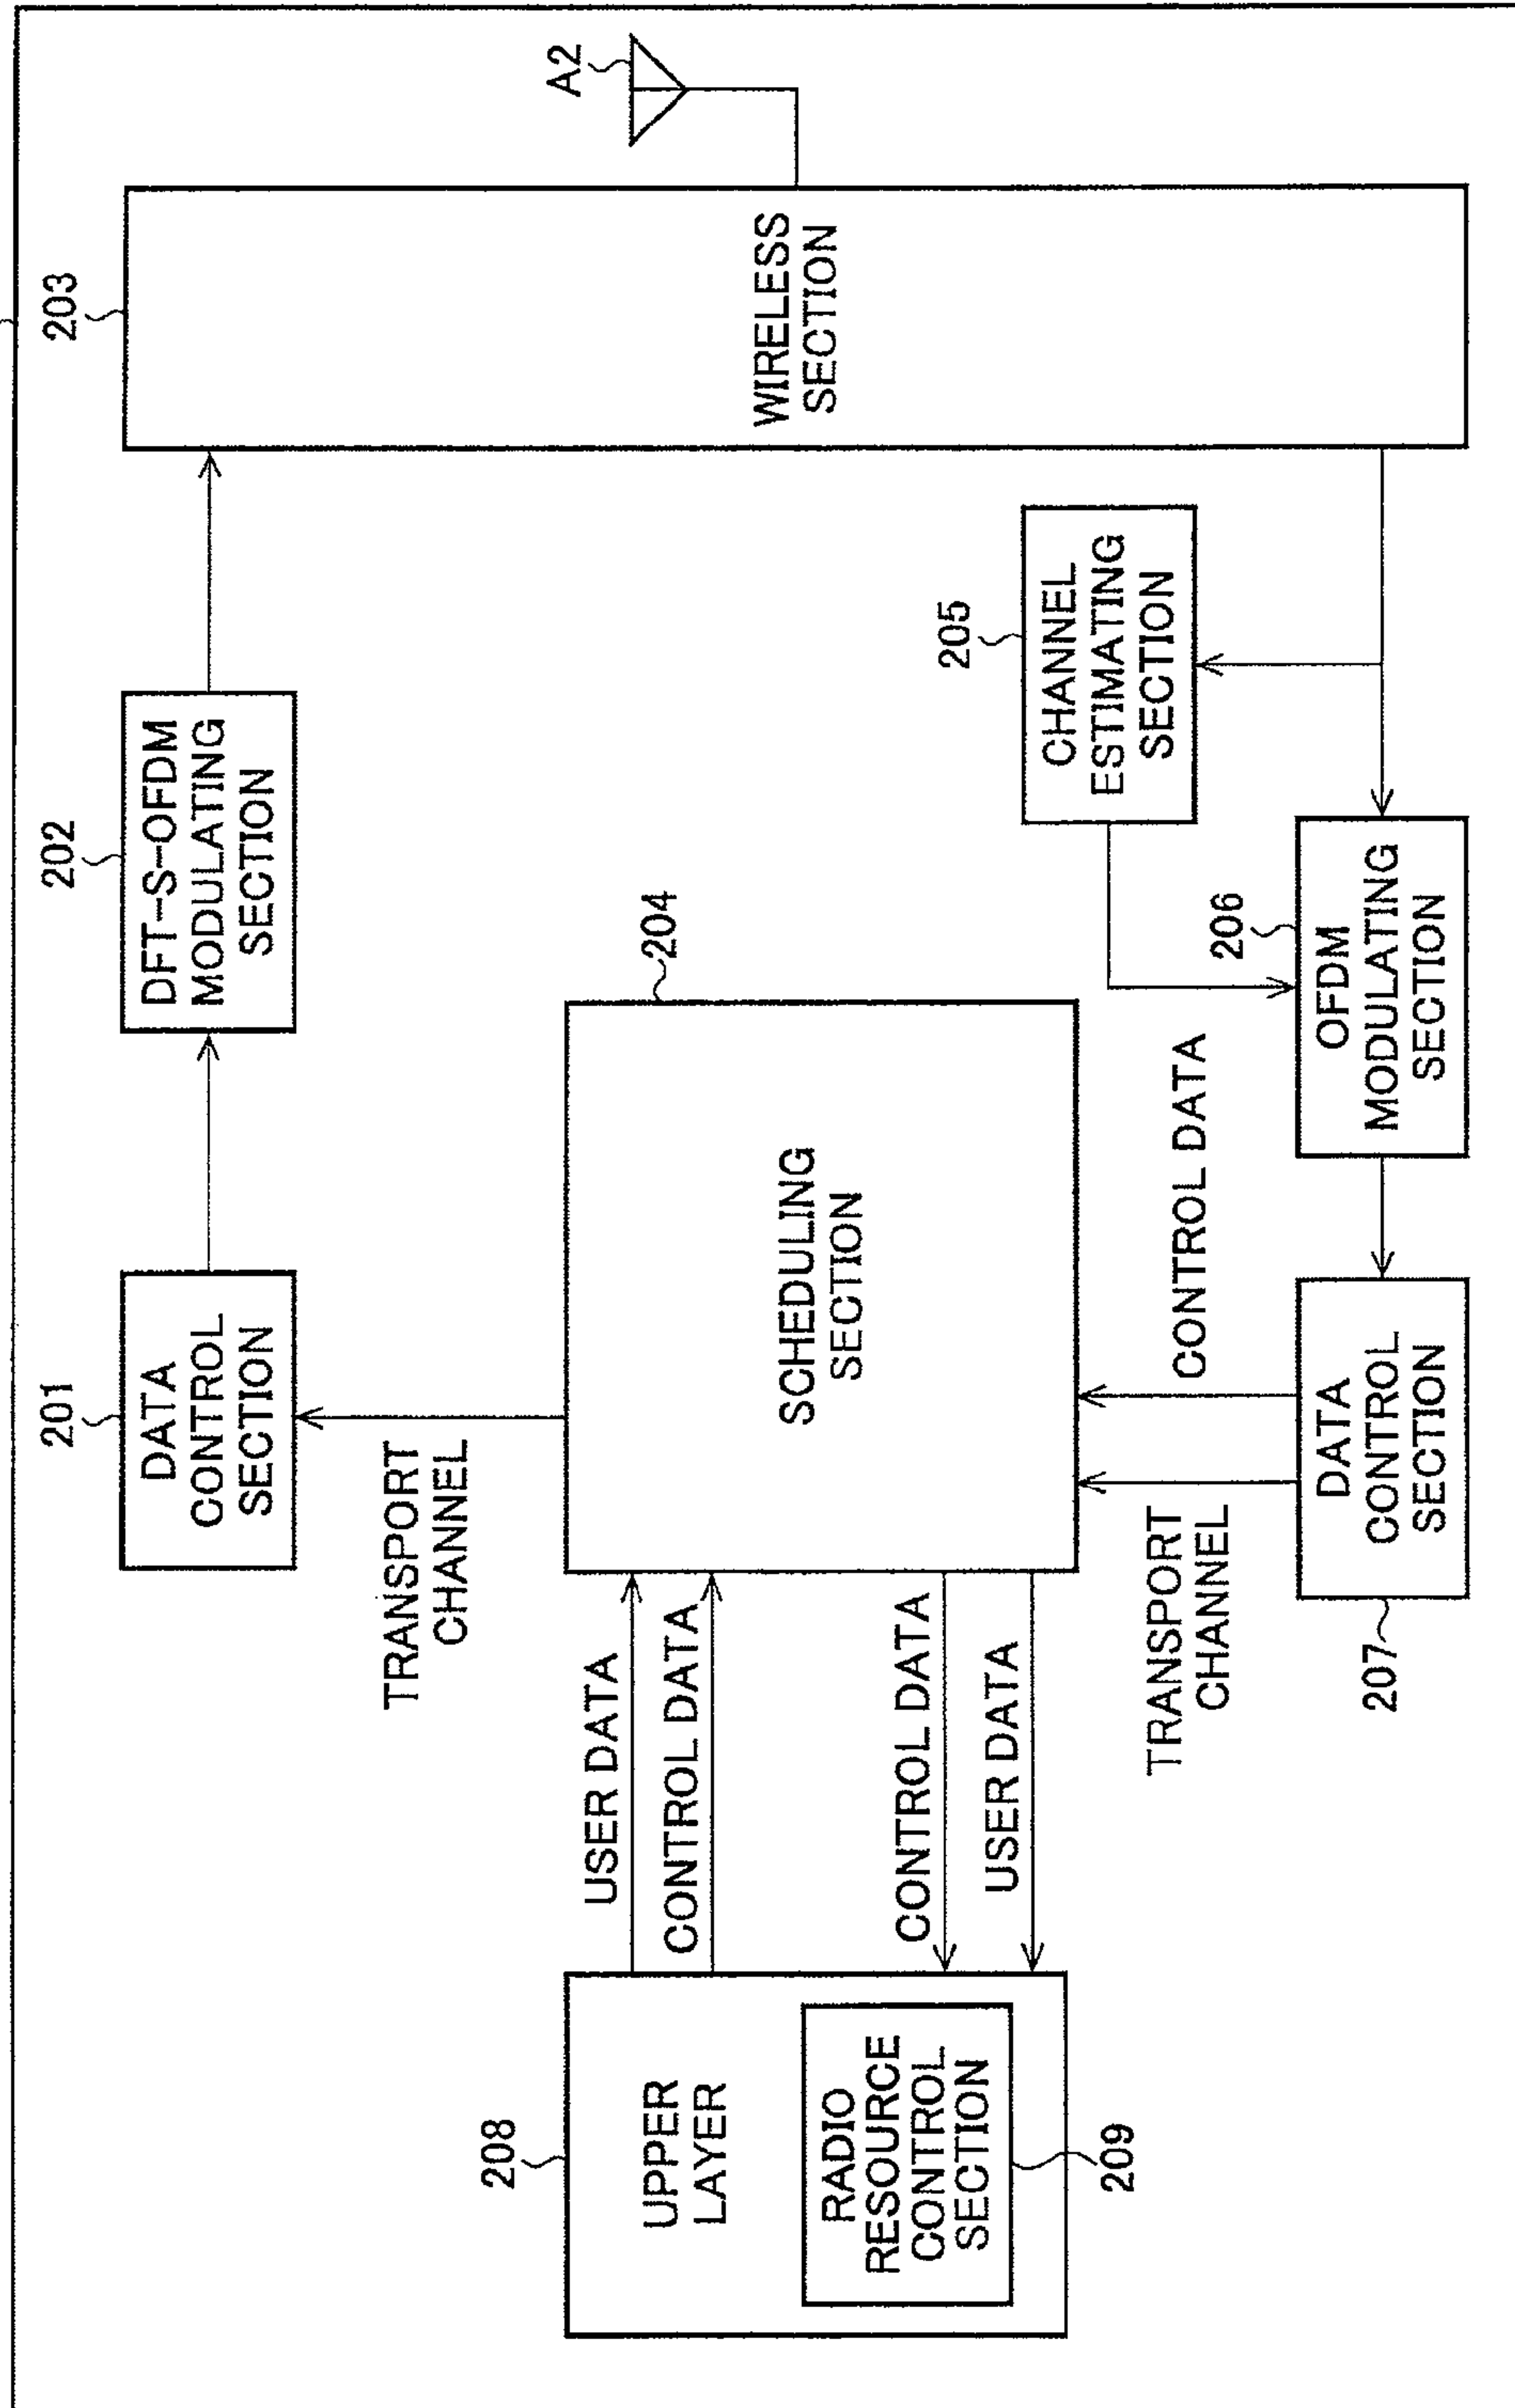 201
DATA
CONTROL
SECTION
202
DFT-S-OFDM
MODULATING
SECTION
203
WIRELESS
SECTION
A2
TRANSPORT
CHANNEL
204
SCHEDULING
SECTION
USER DATA
CONTROL DATA
CONTROL DATA
USER DATA
208
UPPER
LAYER
RADIO
RESOURCE
CONTROL
SECTION
209
205
CHANNEL
ESTIMATING
SECTION
206
OFDM
MODULATING
SECTION
CONTROL DATA
TRANSPORT
CHANNEL
207
DATA
CONTROL
SECTION